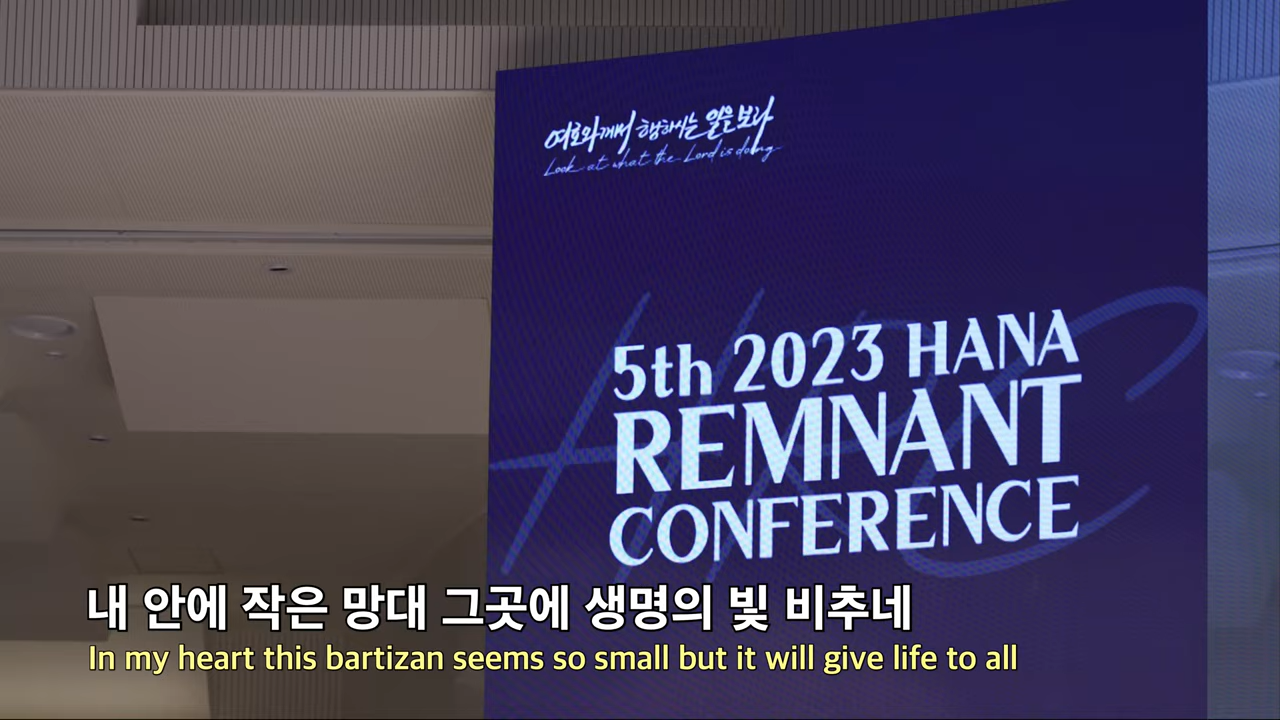 여호와께서 행하시는 일을 보라
Look at what the Lord is doing
HRC
5th 2023 HANA
REMNANT
CONFERENCE
내 안에 작은 망대 그곳에 생명의 빛 비추네
In my heart this bartizan seems so small but it will give life to all